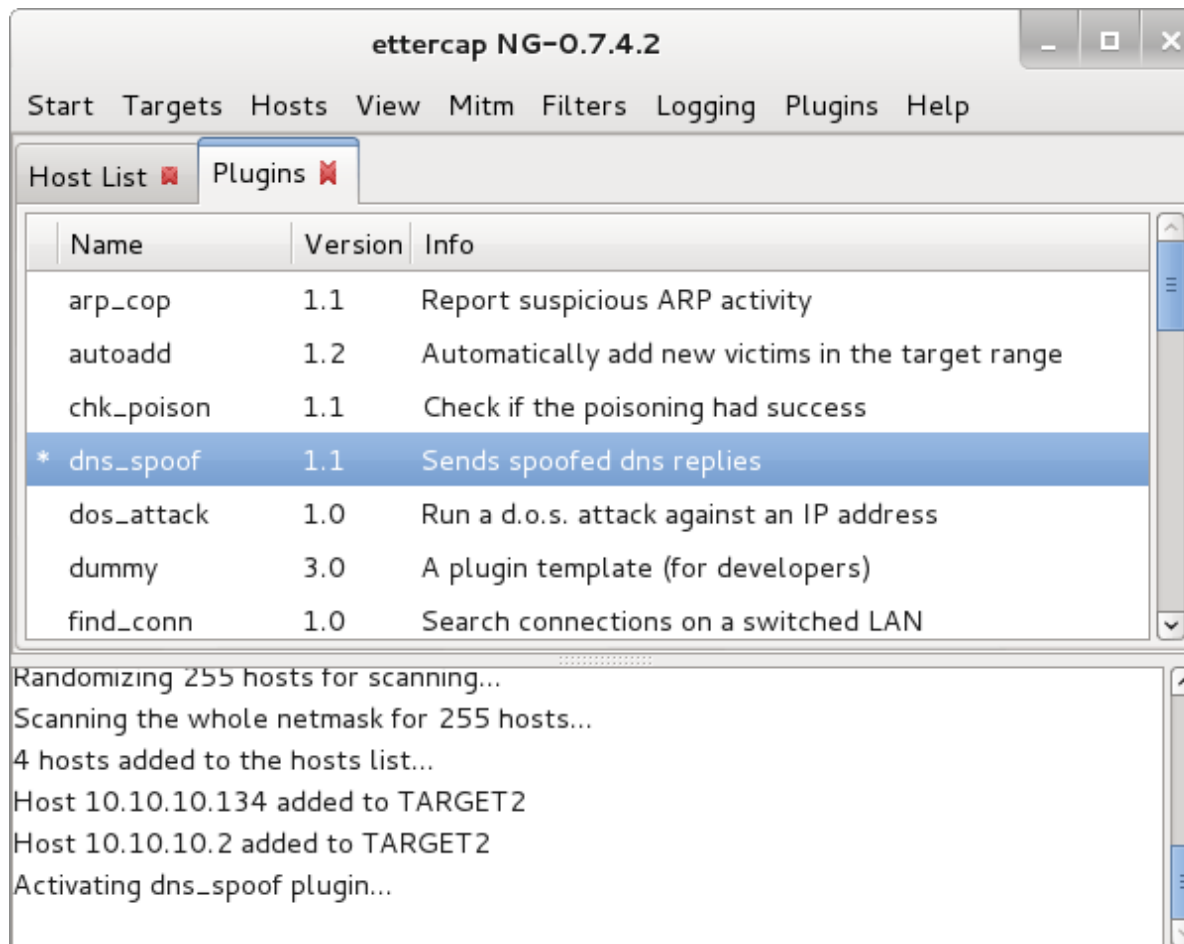 ettercap NG-0.7.4.2
Start Targets Hosts View Mitm Filters Logging Plugins Help
Host List Plugins
Name Version Info
arp_cop 1.1 Report suspicious ARP activity
autoadd 1.2 Automatically add new victims in the target range
chk_poison 1.1 Check if the poisoning had success
* dns_spoof 1.1 Sends spoofed dns replies
dos_attack 1.0 Run a d.o.s. attack against an IP address
dummy 3.0 A plugin template (for developers)
find_conn 1.0 Search connections on a switched LAN
Randomizing 255 hosts for scanning...
Scanning the whole netmask for 255 hosts...
4 hosts added to the hosts list...
Host 10.10.10.134 added to TARGET2
Host 10.10.10.2 added to TARGET2
Activating dns_spoof plugin...